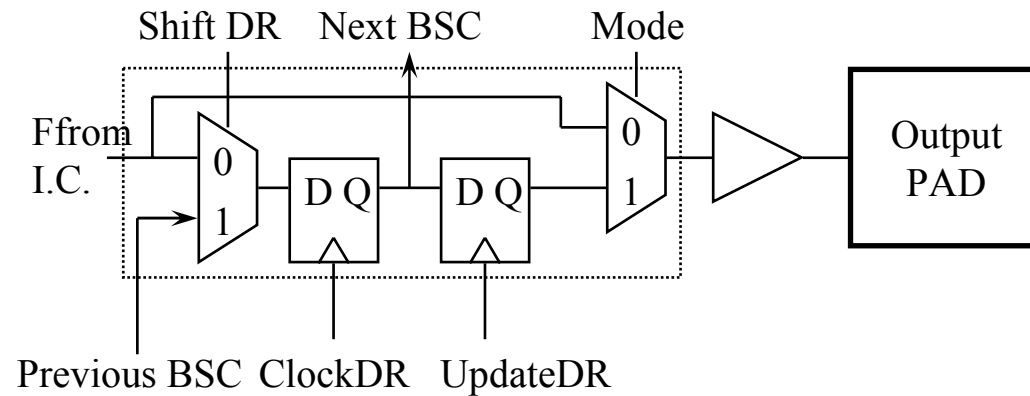 Shift DR
Next BSC
Mode
Ffrom
I.C.
0
1
D Q
D Q
0
1
Output
PAD
Previous BSC
ClockDR
UpdateDR